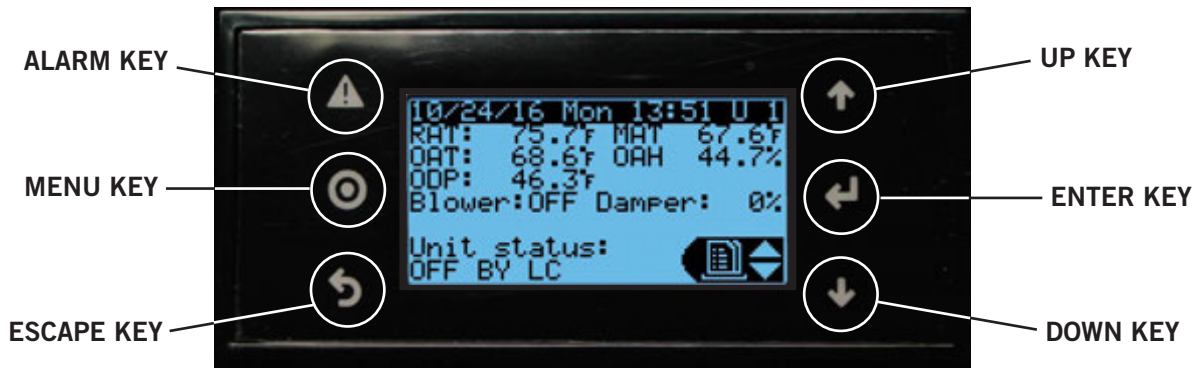 ALARM KEY
MENU KEY
ESCAPE KEY
10/24/16 Mon 13:51 U 1
RAT: 75.7°F MAT 67.6°F
OAT: 68.6°F OAH 44.7%
ODP: 46.3°F
Blower:OFF Damper: 0%
Unit status:
OFF BY LC
UP KEY
ENTER KEY
DOWN KEY